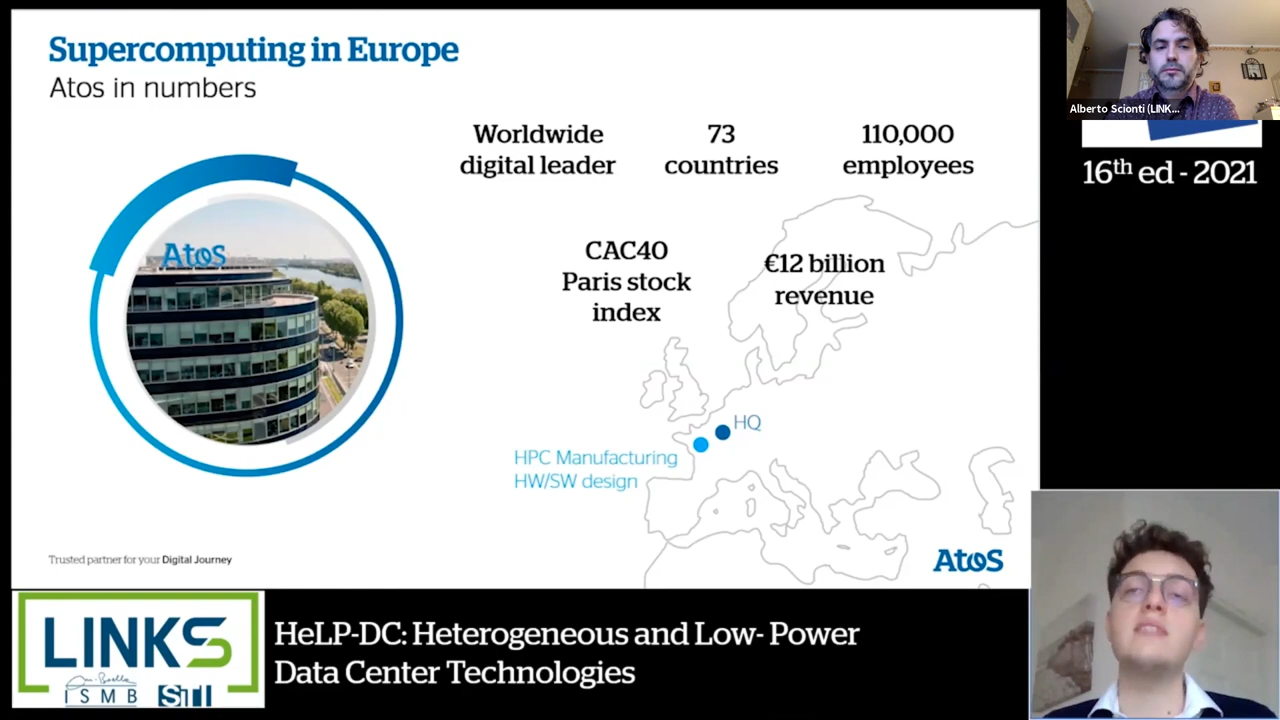 Supercomputing in Europe
Atos in numbers
Worldwide
digital leader
73
countries
110,000
employees
CAC40
Paris stock
index
€12 billion
revenue
Atos
HQ
HPC Manufacturing
HW/SW design
Trusted partner for your Digital Journey
Atos
Alberto Scionti (LINK...
16th ed - 2021
LINKS
ISMB
STI
HeLP-DC: Heterogeneous and Low- Power
Data Center Technologies